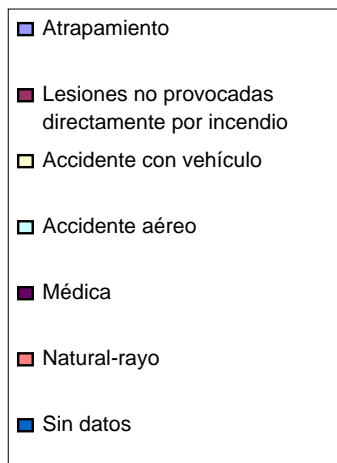 Atrapamiento
Lesiones no provocadas
directamente por incendio
Accidente con vehículo
Accidente aéreo
Médica
Natural-rayo
Sin datos